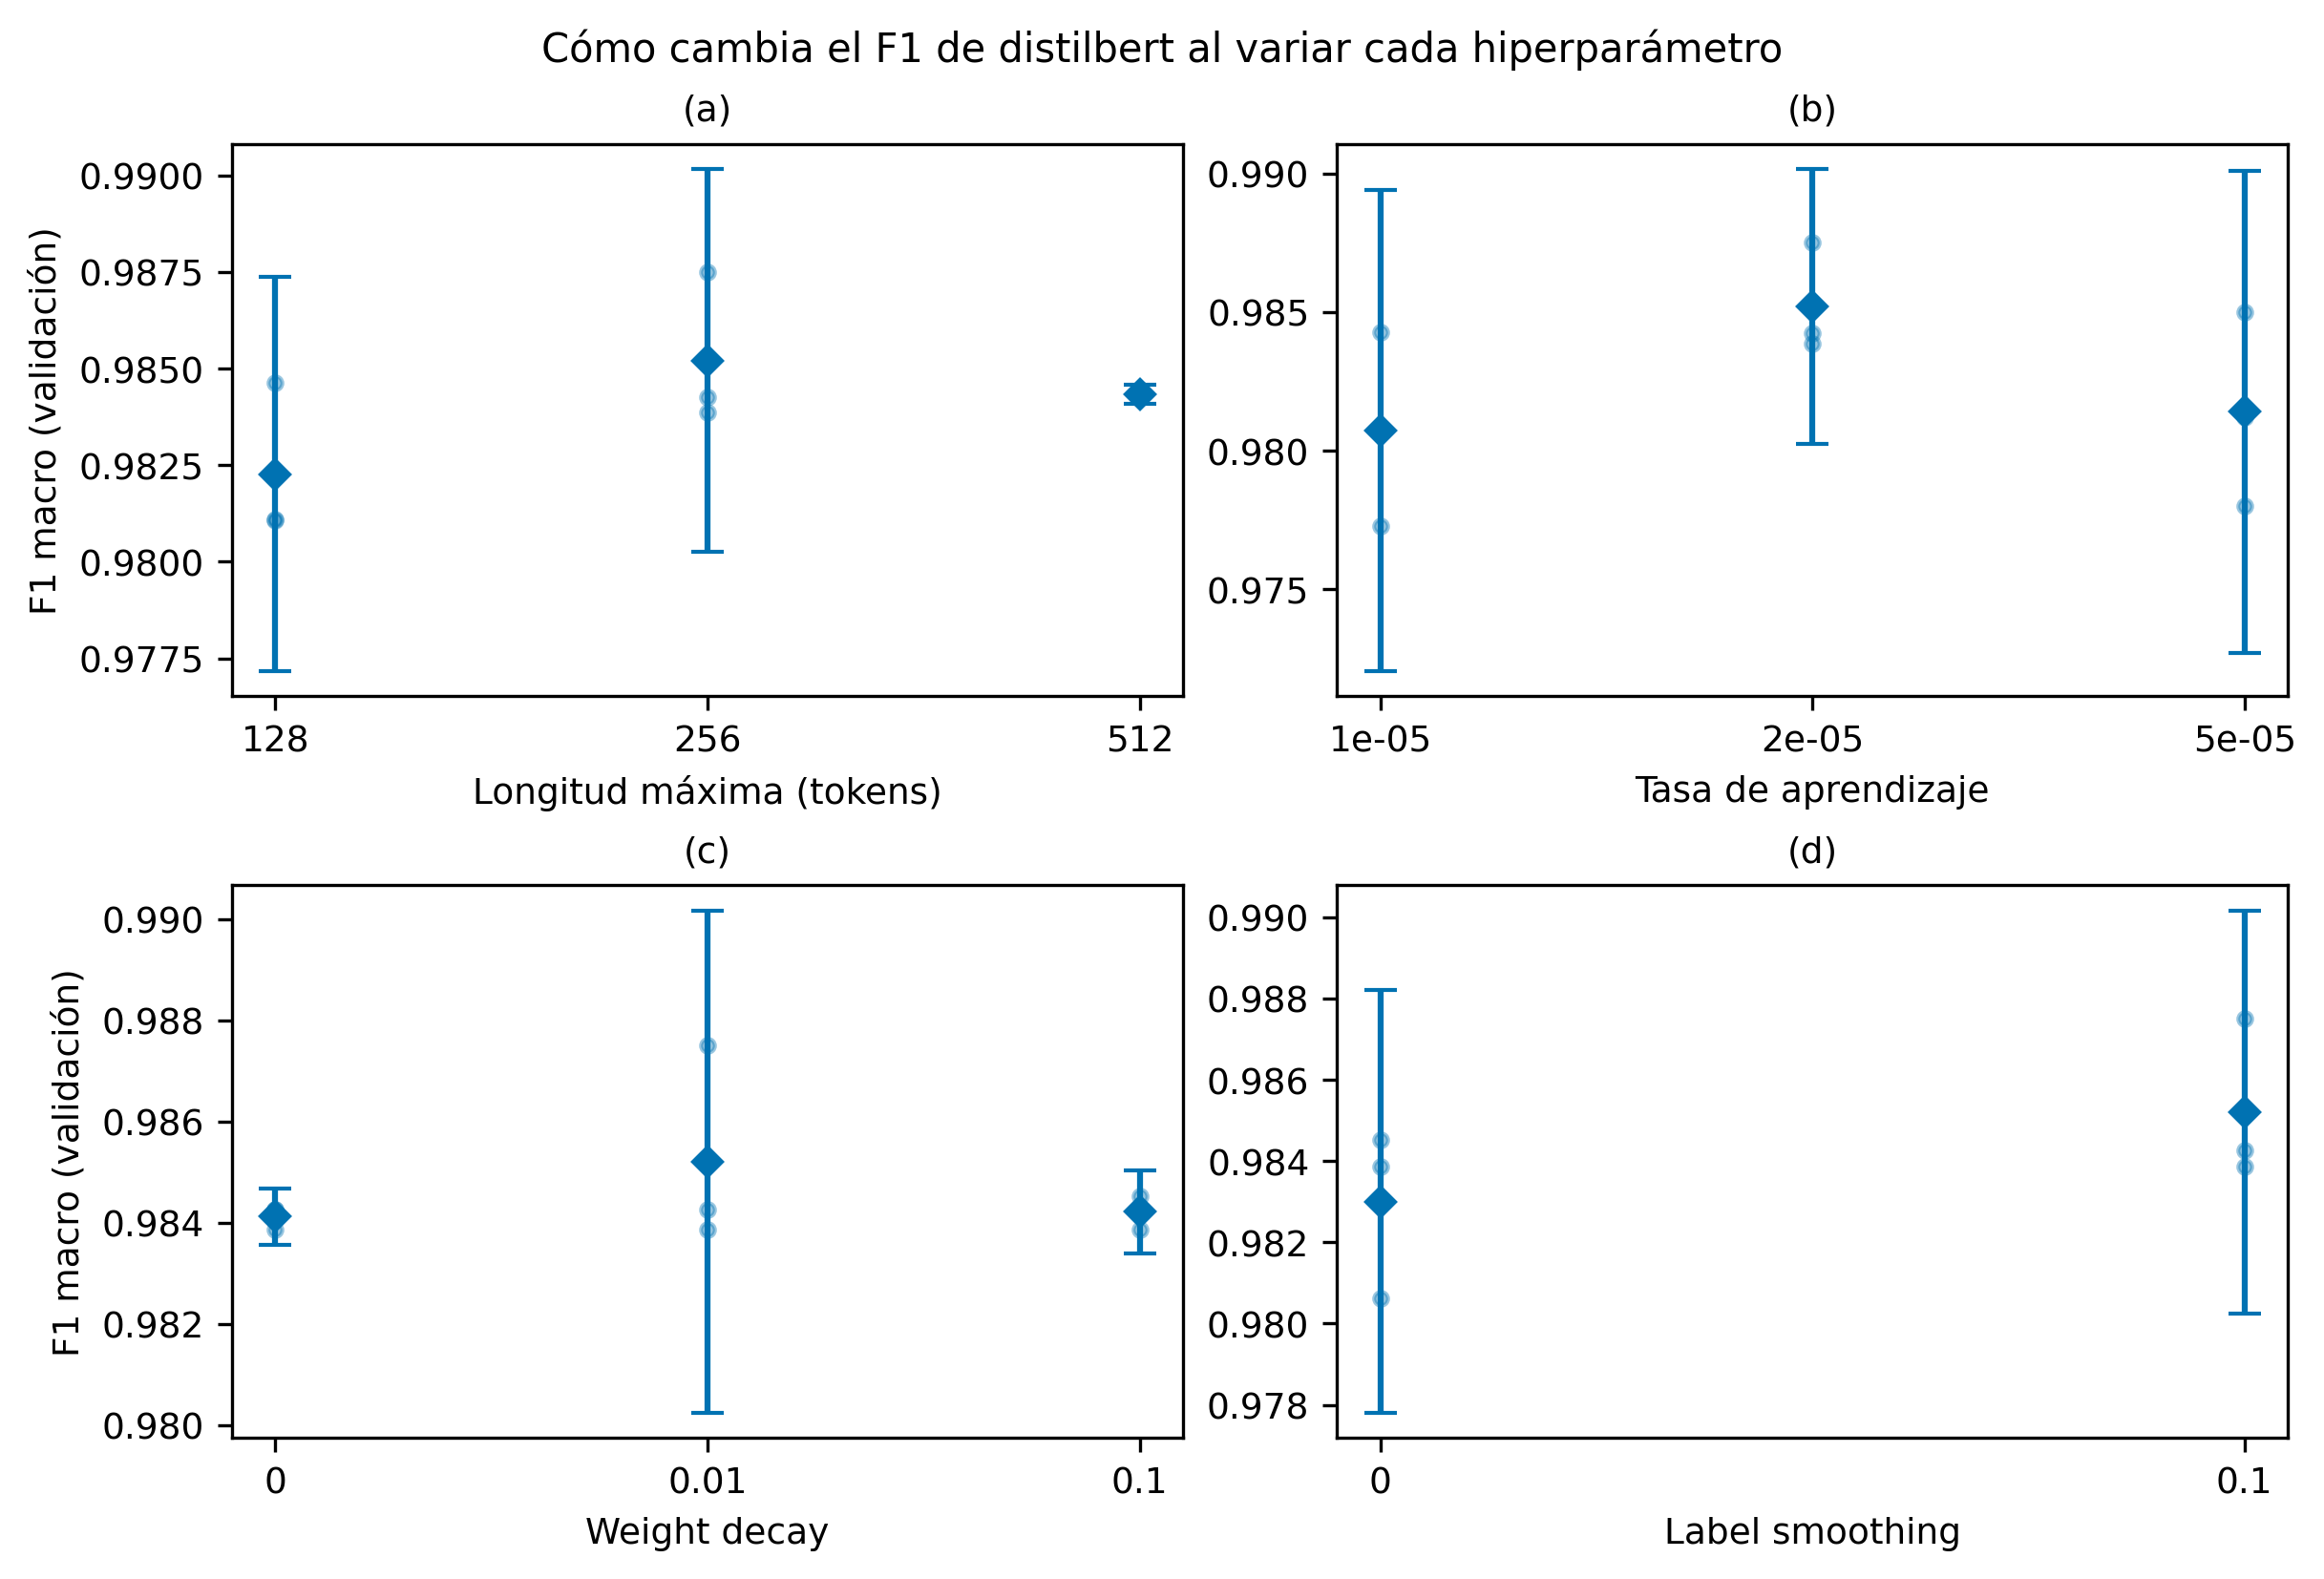 Cómo cambia el F1 de distilbert al variar cada hiperparámetro
(a)
F1 macro (validación)
0.9900
0.9875
0.9850
0.9825
0.9800
0.9775
128 256 512
Longitud máxima (tokens)
(b)
0.990
0.985
0.980
0.975
1e-05 2e-05 5e-05
Tasa de aprendizaje
(c)
F1 macro (validación)
0.990
0.988
0.986
0.984
0.982
0.980
0 0.01 0.1
Weight decay
(d)
0.990
0.988
0.986
0.984
0.982
0.980
0.978
0 0.1
Label smoothing